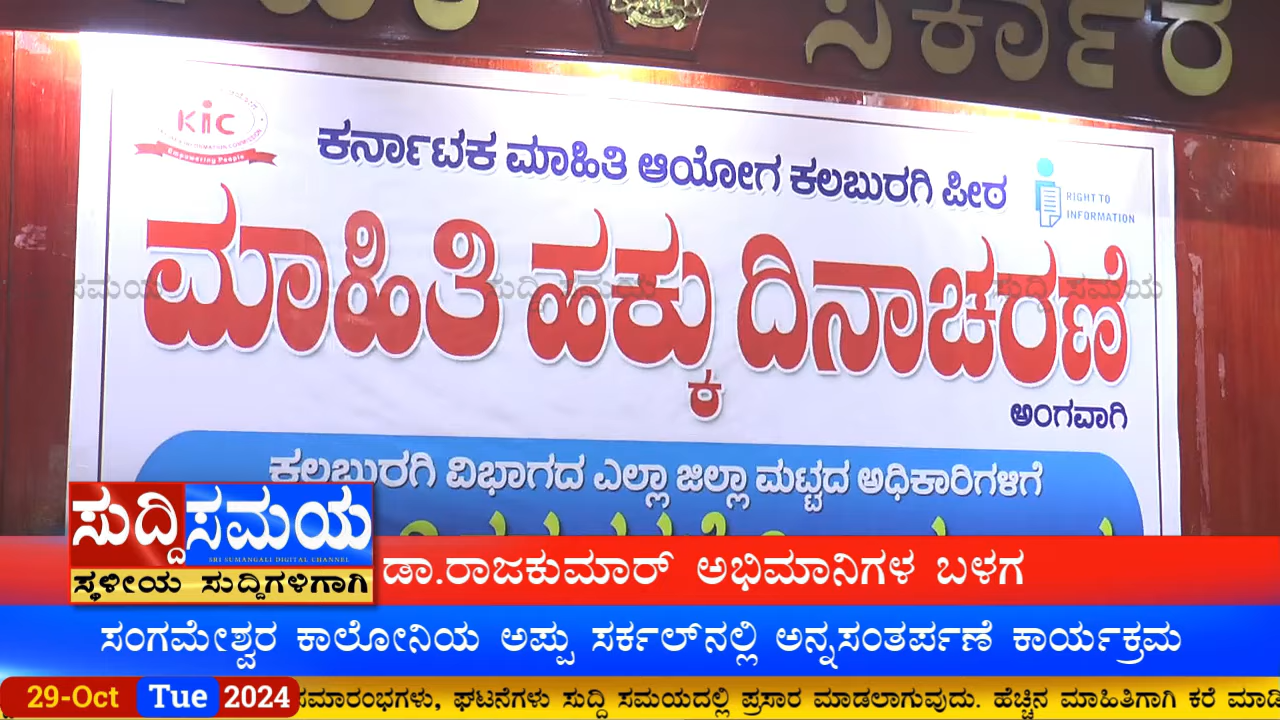 ಸರ್ಕಾರ
KIC
Empowering People
ಕರ್ನಾಟಕ ಮಾಹಿತಿ ಆಯೋಗ ಕಲಬುರಗಿ ಪೀಠ
RIGHT TO
INFORMATION
ಮಾಹಿತಿ ಹಕ್ಕು ದಿನಾಚರಣೆ
ಸಮಯ ಸುದ್ದಿ ಸಮಯ ಸುದ್ದಿ ಸಮಯ
ಅಂಗವಾಗಿ
ಕಲಬುರಗಿ ವಿಭಾಗದ ಎಲ್ಲಾ ಜಿಲ್ಲಾ ಮಟ್ಟದ ಅಧಿಕಾರಿಗಳಿಗೆ
ಸುದ್ದಿ ಸಮಯ
SRI SUMANGALI DIGITAL CHANNEL
ಸ್ಥಳೀಯ ಸುದ್ದಿಗಳಿಗಾಗಿ
ಡಾ.ರಾಜಕುಮಾರ್ ಅಭಿಮಾನಿಗಳ ಬಳಗ
ಸಂಗಮೇಶ್ವರ ಕಾಲೋನಿಯ ಅಪ್ಪು ಸರ್ಕಲ್‌ನಲ್ಲಿ ಅನ್ನಸಂತರ್ಪಣೆ ಕಾರ್ಯಕ್ರಮ
29-Oct Tue 2024 ಸಮಾರಂಭಗಳು, ಘಟನೆಗಳು ಸುದ್ದಿ ಸಮಯದಲ್ಲಿ ಪ್ರಸಾರ ಮಾಡಲಾಗುವುದು. ಹೆಚ್ಚಿನ ಮಾಹಿತಿಗಾಗಿ ಕರೆ